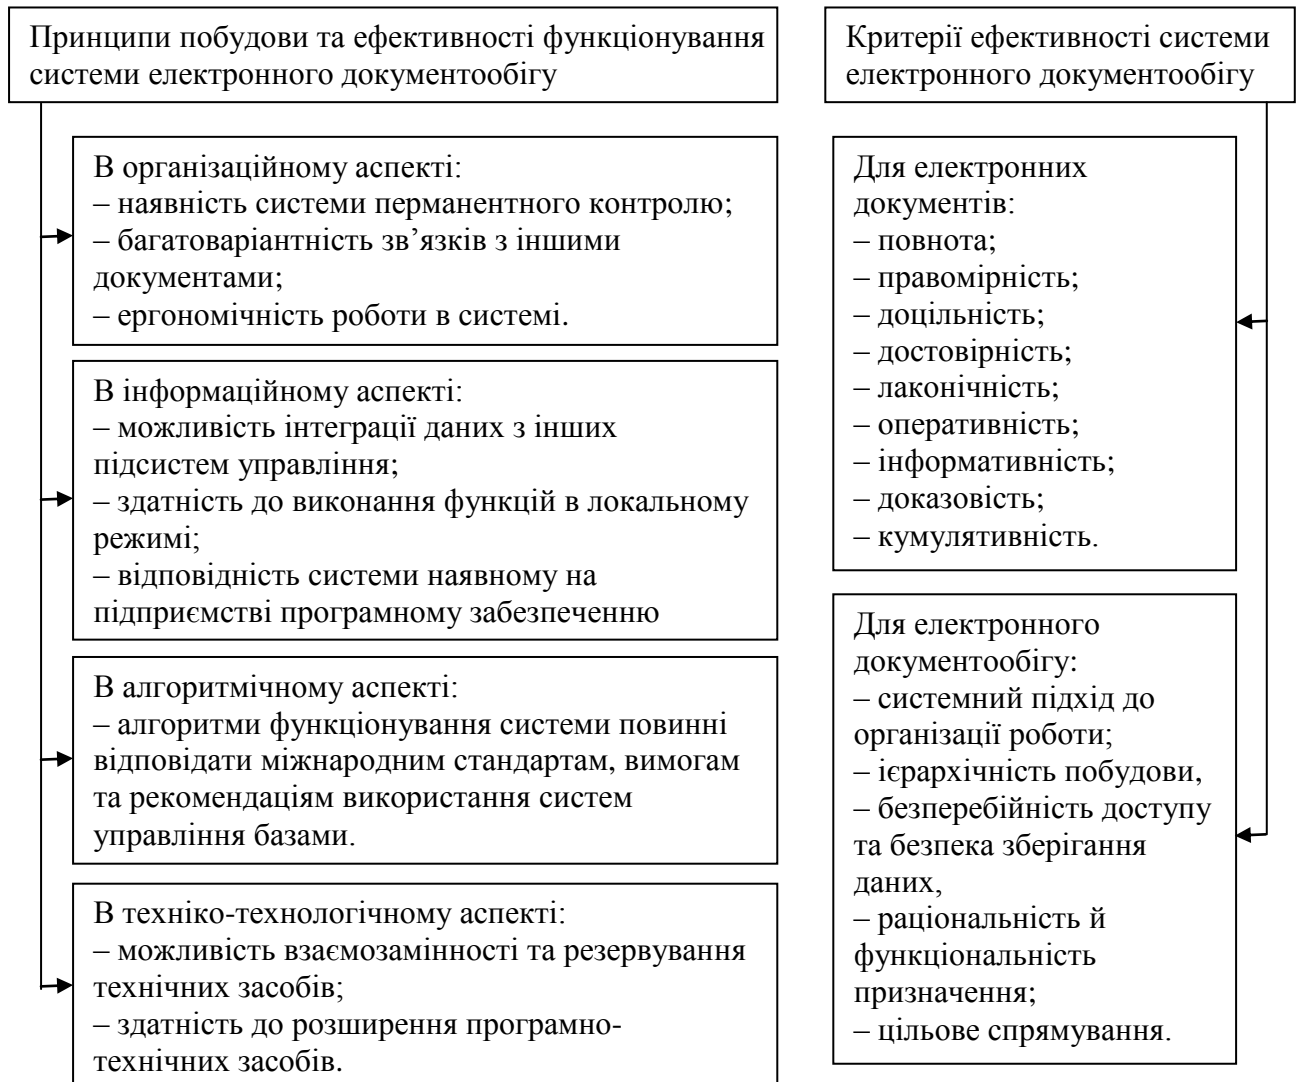 Принципи побудови та ефективності функціонування
системи електронного документообігу
В організаційному аспекті:
– наявність системи перманентного контролю;
– багатоваріантність зв’язків з іншими
документами;
– ергономічність роботи в системі.
В інформаційному аспекті:
– можливість інтеграції даних з інших
підсистем управління;
– здатність до виконання функцій в локальному
режимі;
– відповідність системи наявному на
підприємстві програмному забезпеченню
В алгоритмічному аспекті:
– алгоритми функціонування системи повинні
відповідати міжнародним стандартам, вимогам
та рекомендаціям використання систем
управління базами.
В техніко-технологічному аспекті:
– можливість взаємозамінності та резервування
технічних засобів;
– здатність до розширення програмно-
технічних засобів.
Критерії ефективності системи
електронного документообігу
Для електронних
документів:
– повнота;
– правомірність;
– доцільність;
– достовірність;
– лаконічність;
– оперативність;
– інформативність;
– доказовість;
– кумулятивність.
Для електронного
документообігу:
– системний підхід до
організації роботи;
– ієрархічність побудови,
– безперебійність доступу
та безпека зберігання
даних,
– раціональність й
функціональність
призначення;
– цільове спрямування.